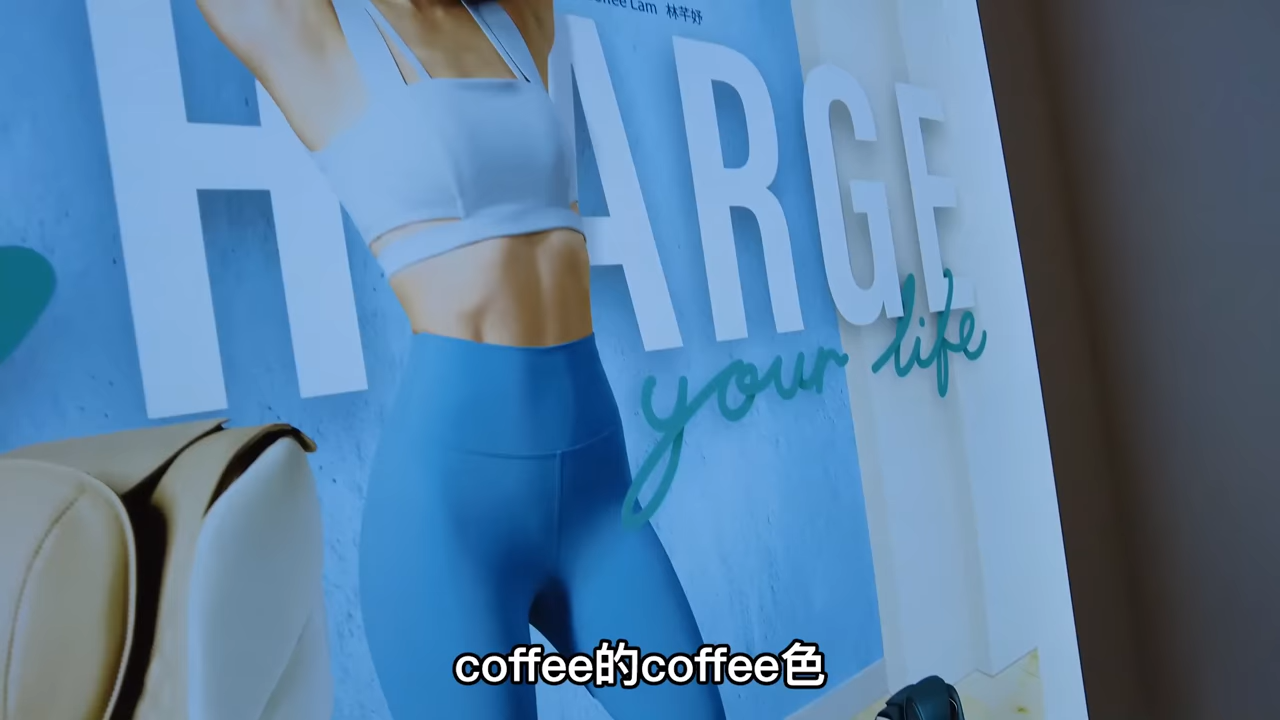 Lam 林芊妤
HARGE
your life
coffee的coffee色